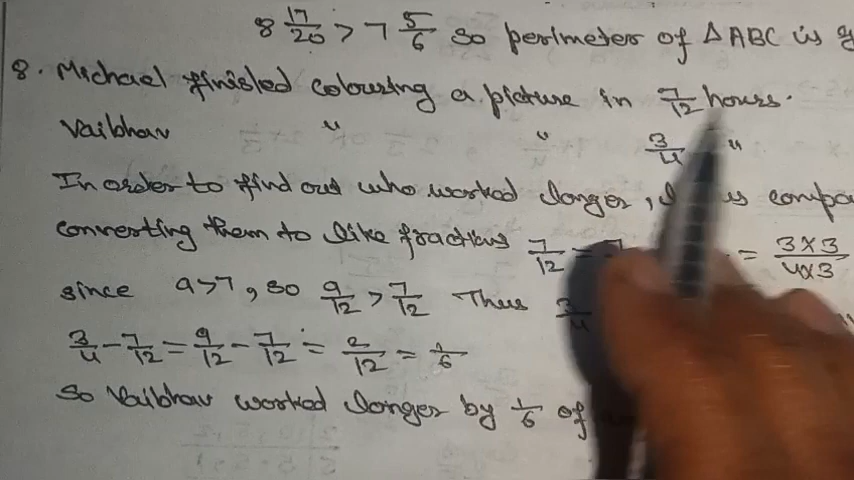 8 17/20 > 7 5/6 so perimeter of △ABC is
8. Michael finished colouring a picture in 7/12 hours.
Vaibhav " " 3/4 "
In order to find out who worked longer,
converting them to like fractions 7/12 = = 3×3/4×3
since 9>7, so 9/12 > 7/12 Thus 3/4
3/4 - 7/12 = 9/12 - 7/12 = 2/12 = 1/6
So Vaibhav worked longer by 1/6 of